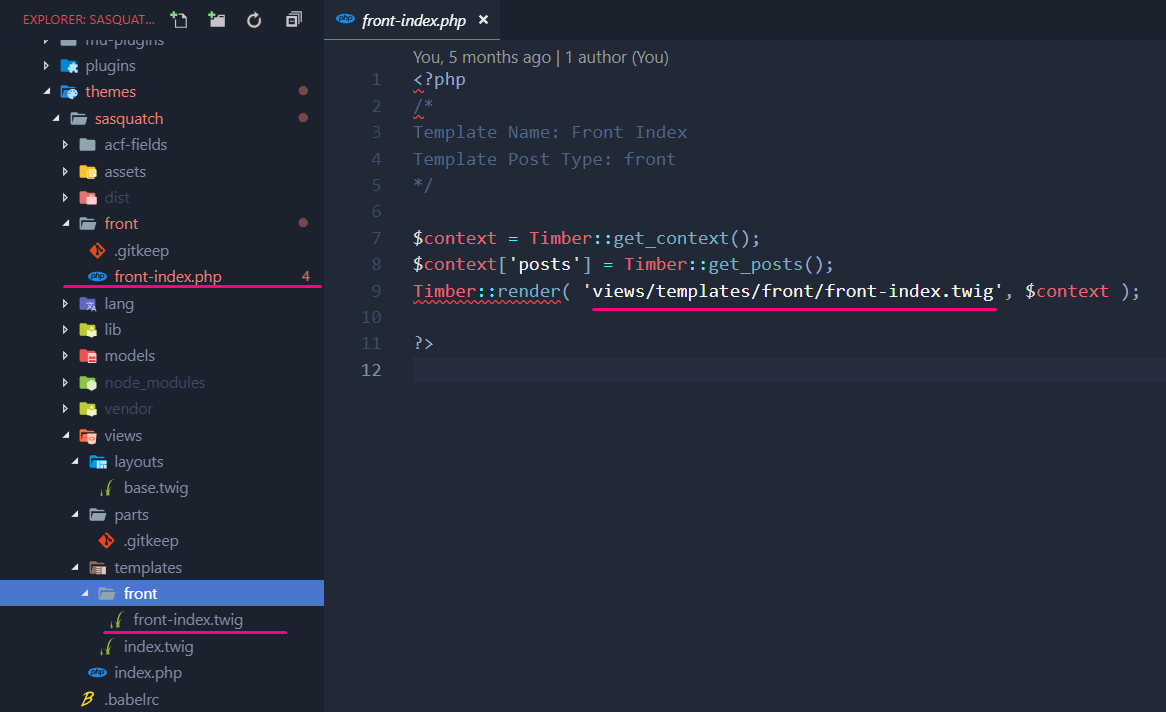 EXPLORER: SASQUAT...
mu-plugins
plugins
themes
sasquatch
acf-fields
assets
dist
front
.gitkeep
front-index.php 4
lang
lib
models
node_modules
vendor
views
layouts
base.twig
parts
.gitkeep
templates
front
front-index.twig
index.twig
php index.php
.babelrc
php front-index.php ×
You, 5 months ago | 1 author (You)
1 <?php
2 /*
3 Template Name: Front Index
4 Template Post Type: front
5 */
6
7 $context = Timber::get_context();
8 $context['posts'] = Timber::get_posts();
9 Timber::render( 'views/templates/front/front-index.twig', $context );
10
11 ?>
12